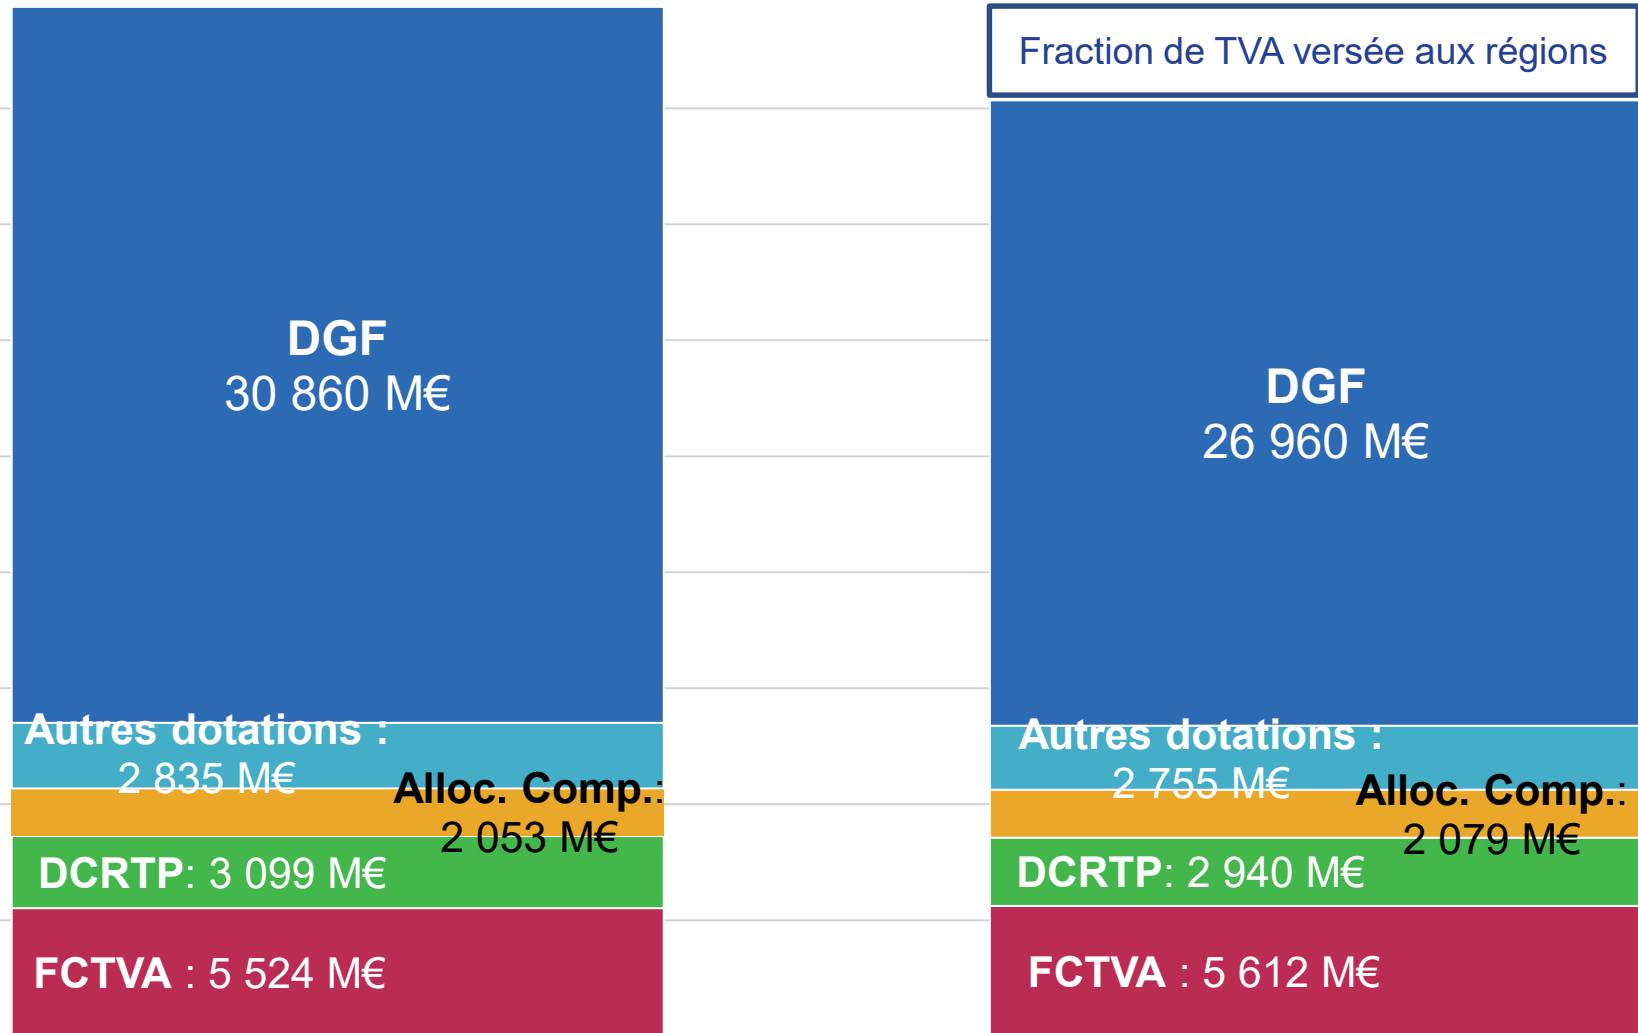 DGF
30 860 M€
Autres dotations :
2 835 M€
Alloc. Comp.:
2 053 M€
DCRTP: 3 099 M€
FCTVA : 5 524 M€
Fraction de TVA versée aux régions
DGF
26 960 M€
Autres dotations :
2 755 M€
Alloc. Comp.:
2 079 M€
DCRTP: 2 940 M€
FCTVA : 5 612 M€